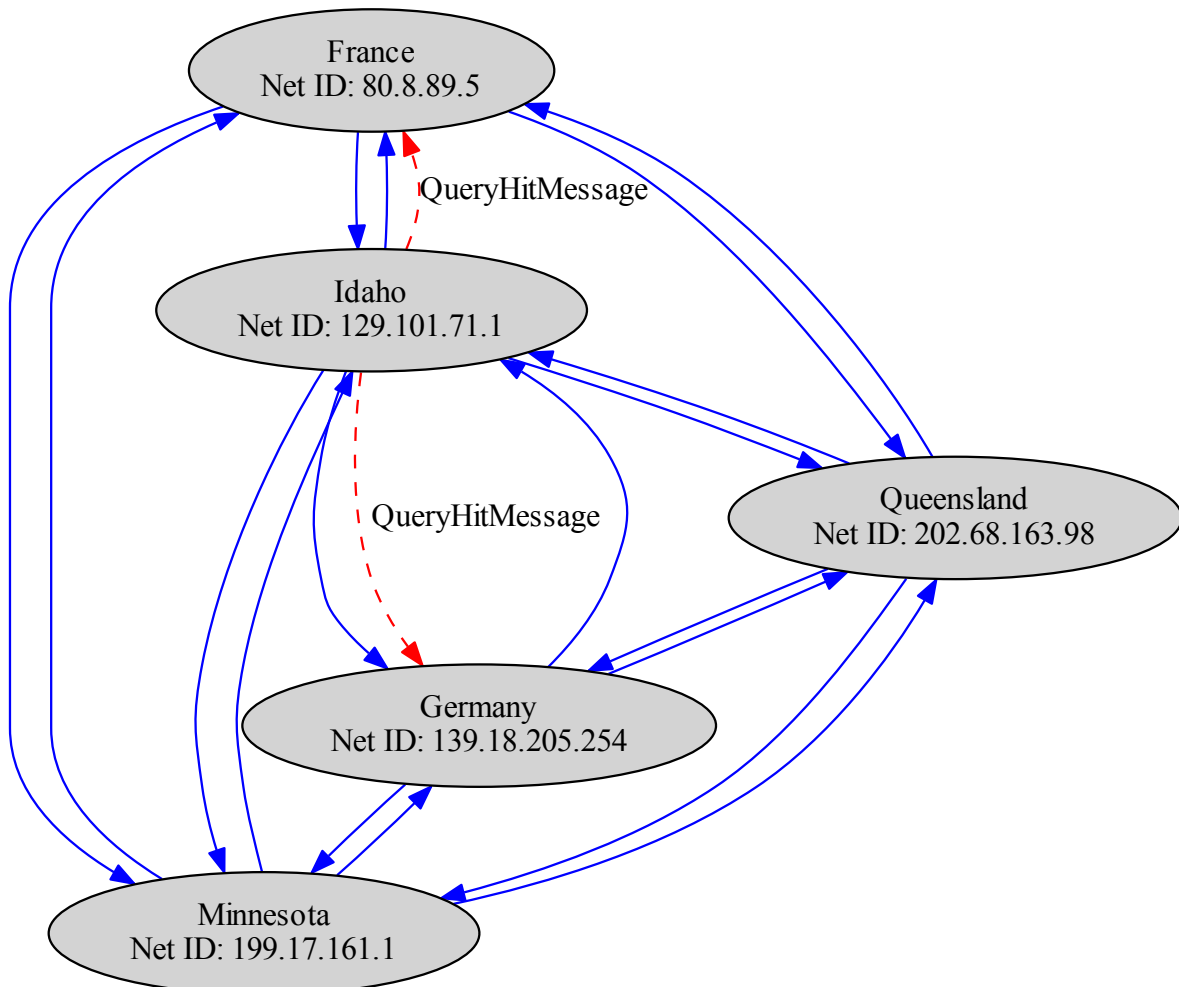 France
Net ID: 80.8.89.5
QueryHitMessage
Idaho
Net ID: 129.101.71.1
Queensland
Net ID: 202.68.163.98
QueryHitMessage
Germany
Net ID: 139.18.205.254
Minnesota
Net ID: 199.17.161.1